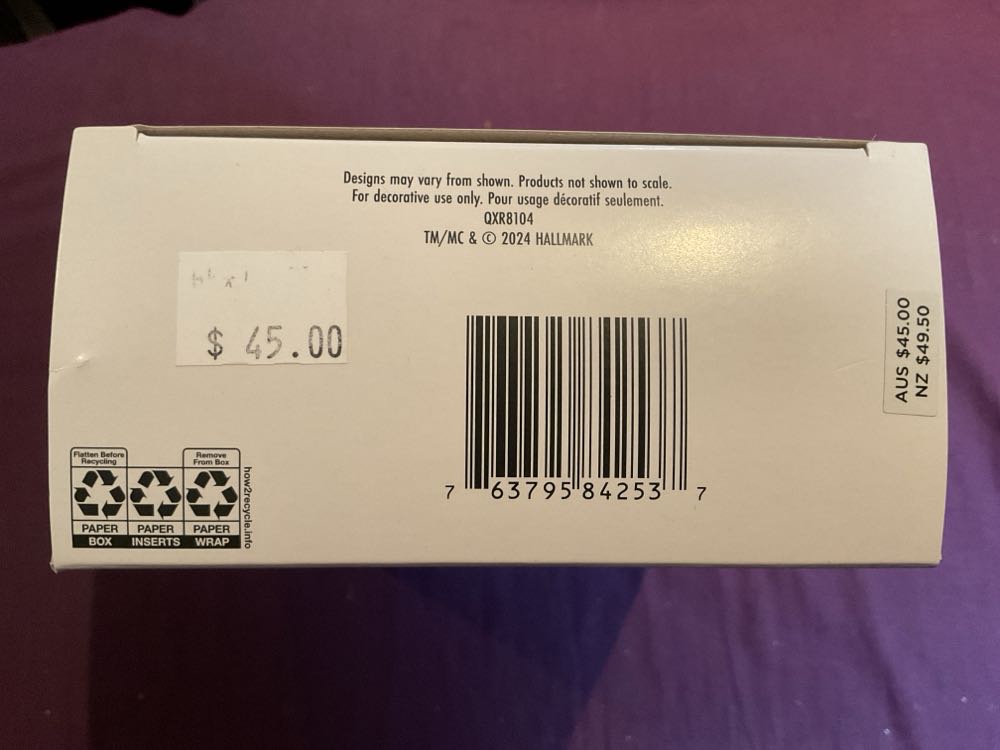 Designs may vary from shown. Products not shown to scale.
For decorative use only. Pour usage décoratif seulement.
QXR8104
TM/MC & © 2024 HALLMARK
$ 45.00
AUS $45.00
NZ $49.50
7 63795 84253 7
Flatten Before
Recycling
Remove
From Box
PAPER PAPER PAPER
BOX INSERTS WRAP
how2recycle.info